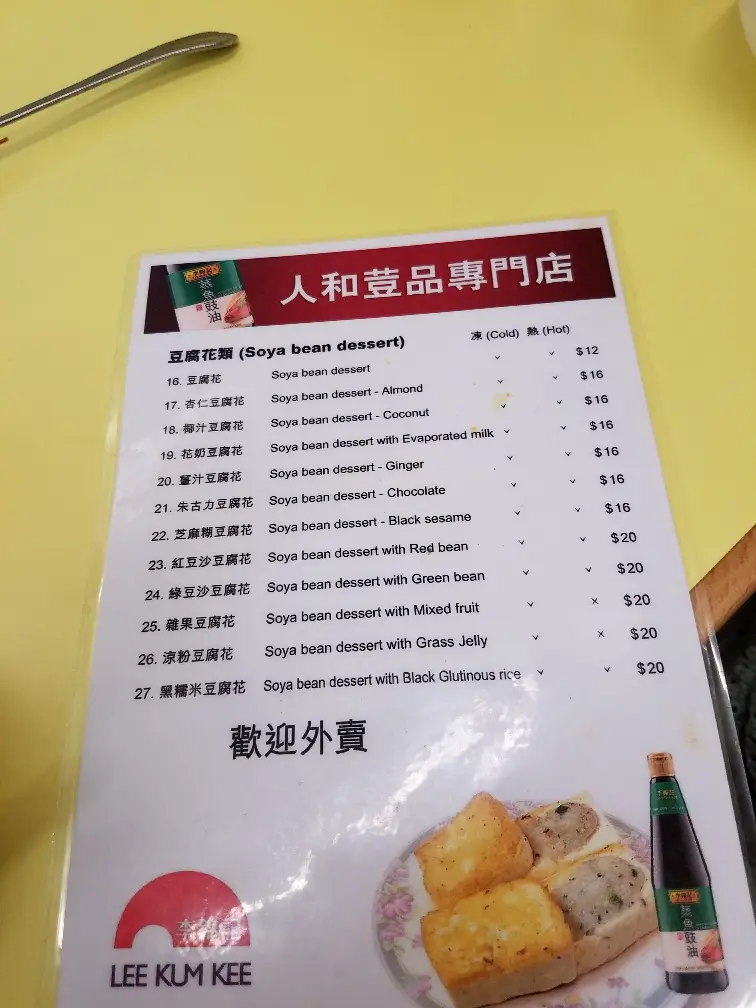 人和荳品專門店
蒸魚豉油
豆腐花類 (Soya bean dessert) 凍 (Cold) 熱 (Hot)
16. 豆腐花 Soya bean dessert ✓ ✓ $12
17. 杏仁豆腐花 Soya bean dessert - Almond ✓ ✓ $16
18. 椰汁豆腐花 Soya bean dessert - Coconut ✓ ✓ $16
19. 花奶豆腐花 Soya bean dessert with Evaporated milk ✓ ✓ $16
20. 薑汁豆腐花 Soya bean dessert - Ginger ✓ ✓ $16
21. 朱古力豆腐花 Soya bean dessert - Chocolate ✓ ✓ $16
22. 芝麻糊豆腐花 Soya bean dessert - Black sesame ✓ ✓ $16
23. 紅豆沙豆腐花 Soya bean dessert with Red bean ✓ ✓ $20
24. 綠豆沙豆腐花 Soya bean dessert with Green bean ✓ ✓ $20
25. 雜果豆腐花 Soya bean dessert with Mixed fruit ✓ x $20
26. 涼粉豆腐花 Soya bean dessert with Grass Jelly ✓ x $20
27. 黑糯米豆腐花 Soya bean dessert with Black Glutinous rice ✓ ✓ $20
歡迎外賣
李錦記
LEE KUM KEE
蒸魚豉油